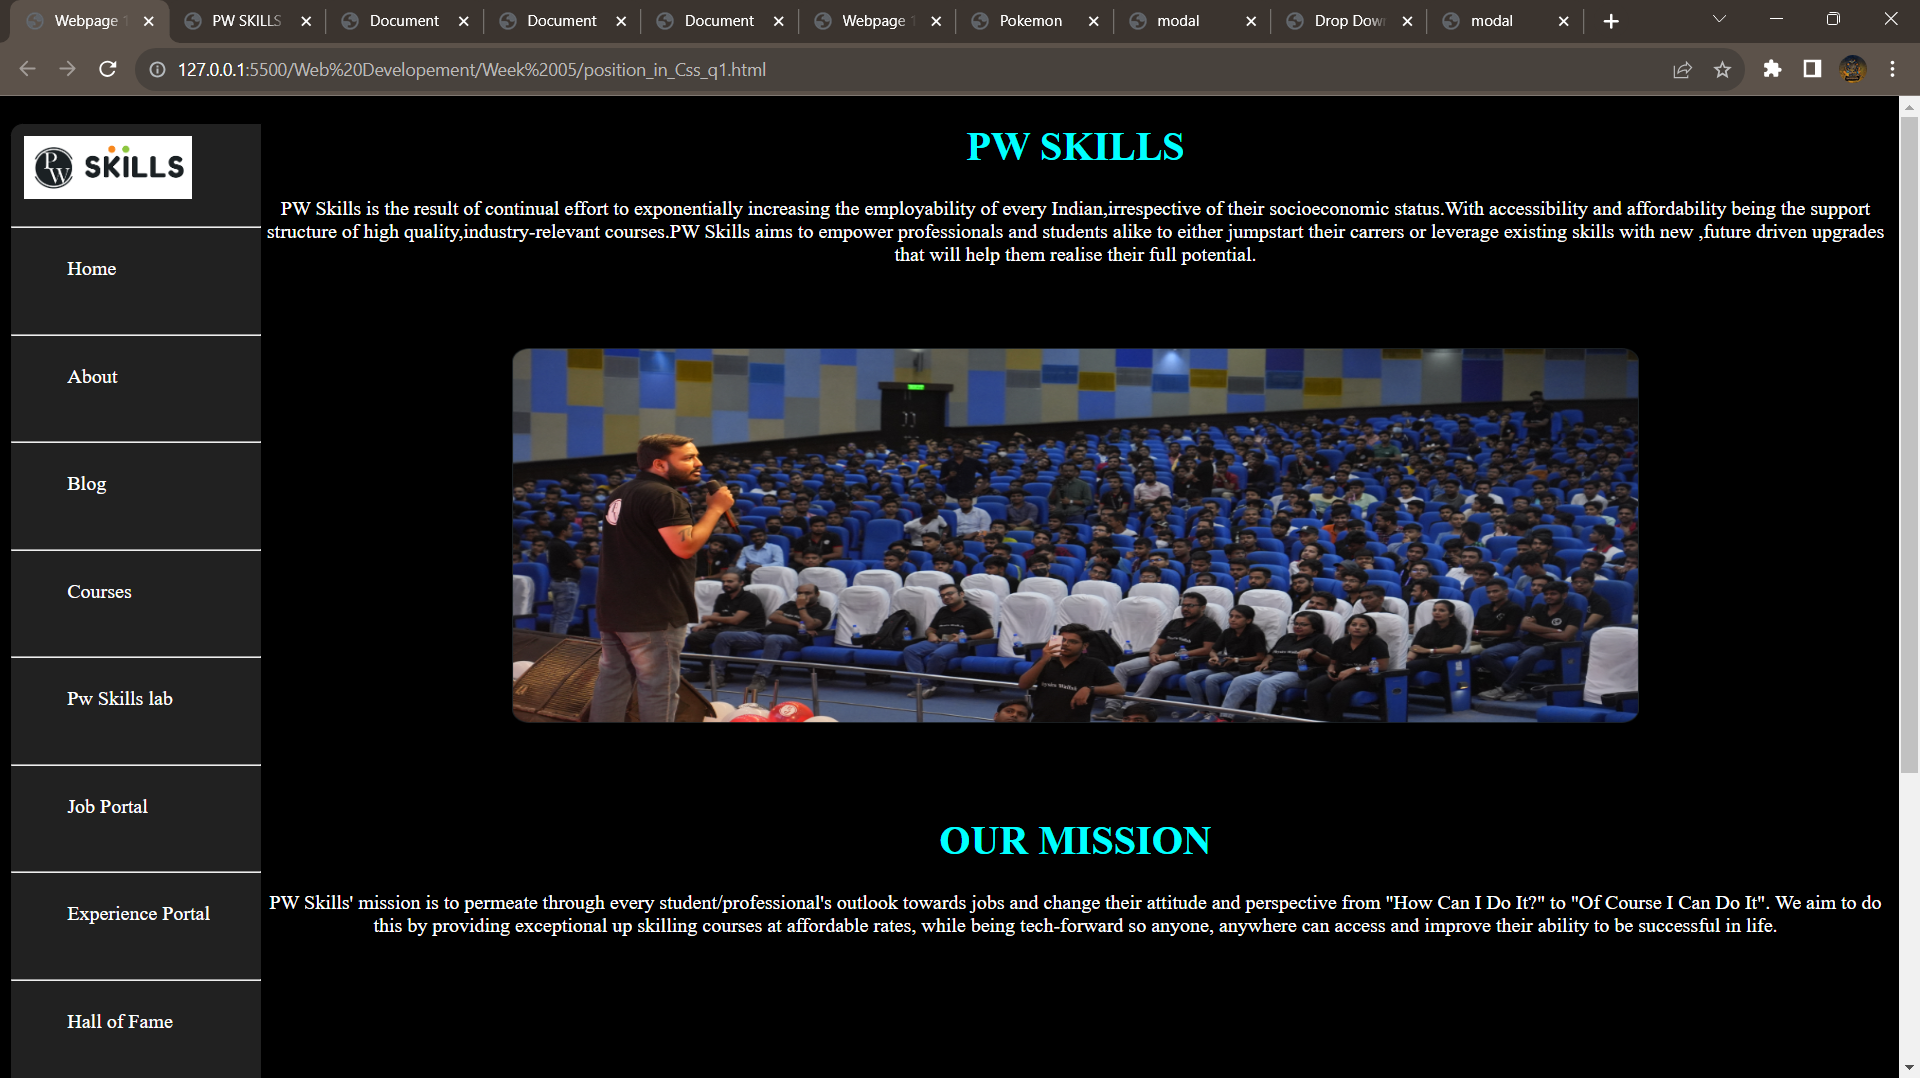 Webpage
PW SKILLS
Document
Document
Document
Webpage
Pokemon
modal
Drop Dow
modal
127.0.0.1:5500/Web%20Developement/Week%2005/position_in_Css_q1.html
PW SKILLS
Home
About
Blog
Courses
Pw Skills lab
Job Portal
Experience Portal
Hall of Fame
PW SKILLS
PW Skills is the result of continual effort to exponentially increasing the employability of every Indian,irrespective of their socioeconomic status.With accessibility and affordability being the support
structure of high quality,industry-relevant courses.PW Skills aims to empower professionals and students alike to either jumpstart their carrers or leverage existing skills with new ,future driven upgrades
that will help them realise their full potential.
OUR MISSION
PW Skills' mission is to permeate through every student/professional's outlook towards jobs and change their attitude and perspective from "How Can I Do It?" to "Of Course I Can Do It". We aim to do
this by providing exceptional up skilling courses at affordable rates, while being tech-forward so anyone, anywhere can access and improve their ability to be successful in life.